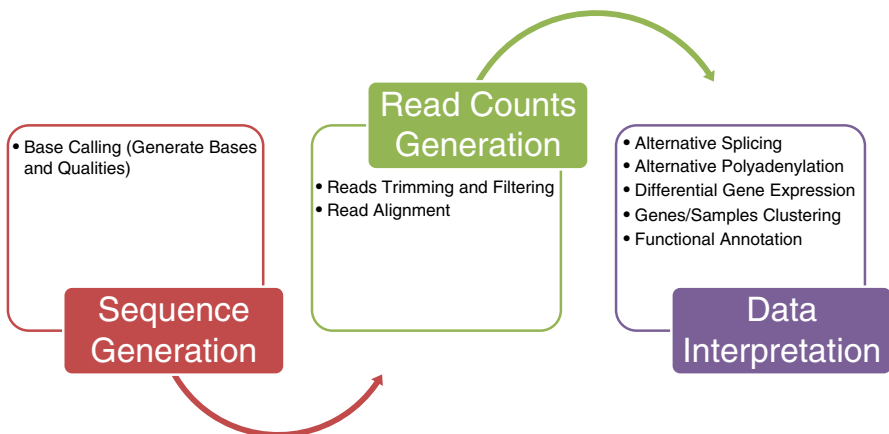 • Base Calling (Generate Bases
and Qualities)
Sequence
Generation
Read Counts
Generation
• Reads Trimming and Filtering
• Read Alignment
• Alternative Splicing
• Alternative Polyadenylation
• Differential Gene Expression
• Genes/Samples Clustering
• Functional Annotation
Data
Interpretation